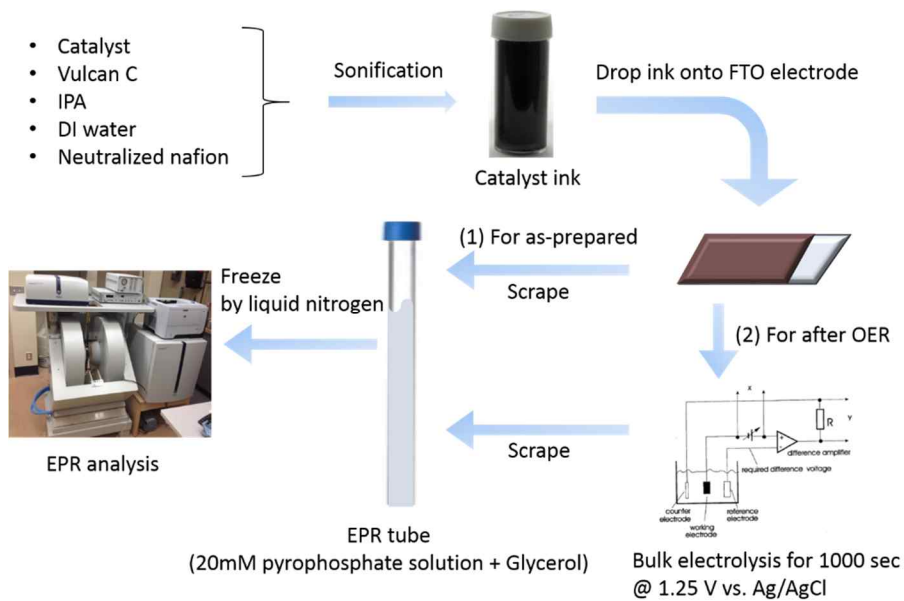 • Catalyst
• Vulcan C
• IPA
• DI water
• Neutralized nafion
Sonification
Catalyst ink
Drop ink onto FTO electrode
(1) For as-prepared
Scrape
(2) For after OER
Freeze
by liquid nitrogen
EPR analysis
Scrape
EPR tube
(20mM pyrophosphate solution + Glycerol)
x
y
R
difference amplifier
required difference voltage
counter
electrode
working
electrode
reference
electrode
Bulk electrolysis for 1000 sec
@ 1.25 V vs. Ag/AgCl